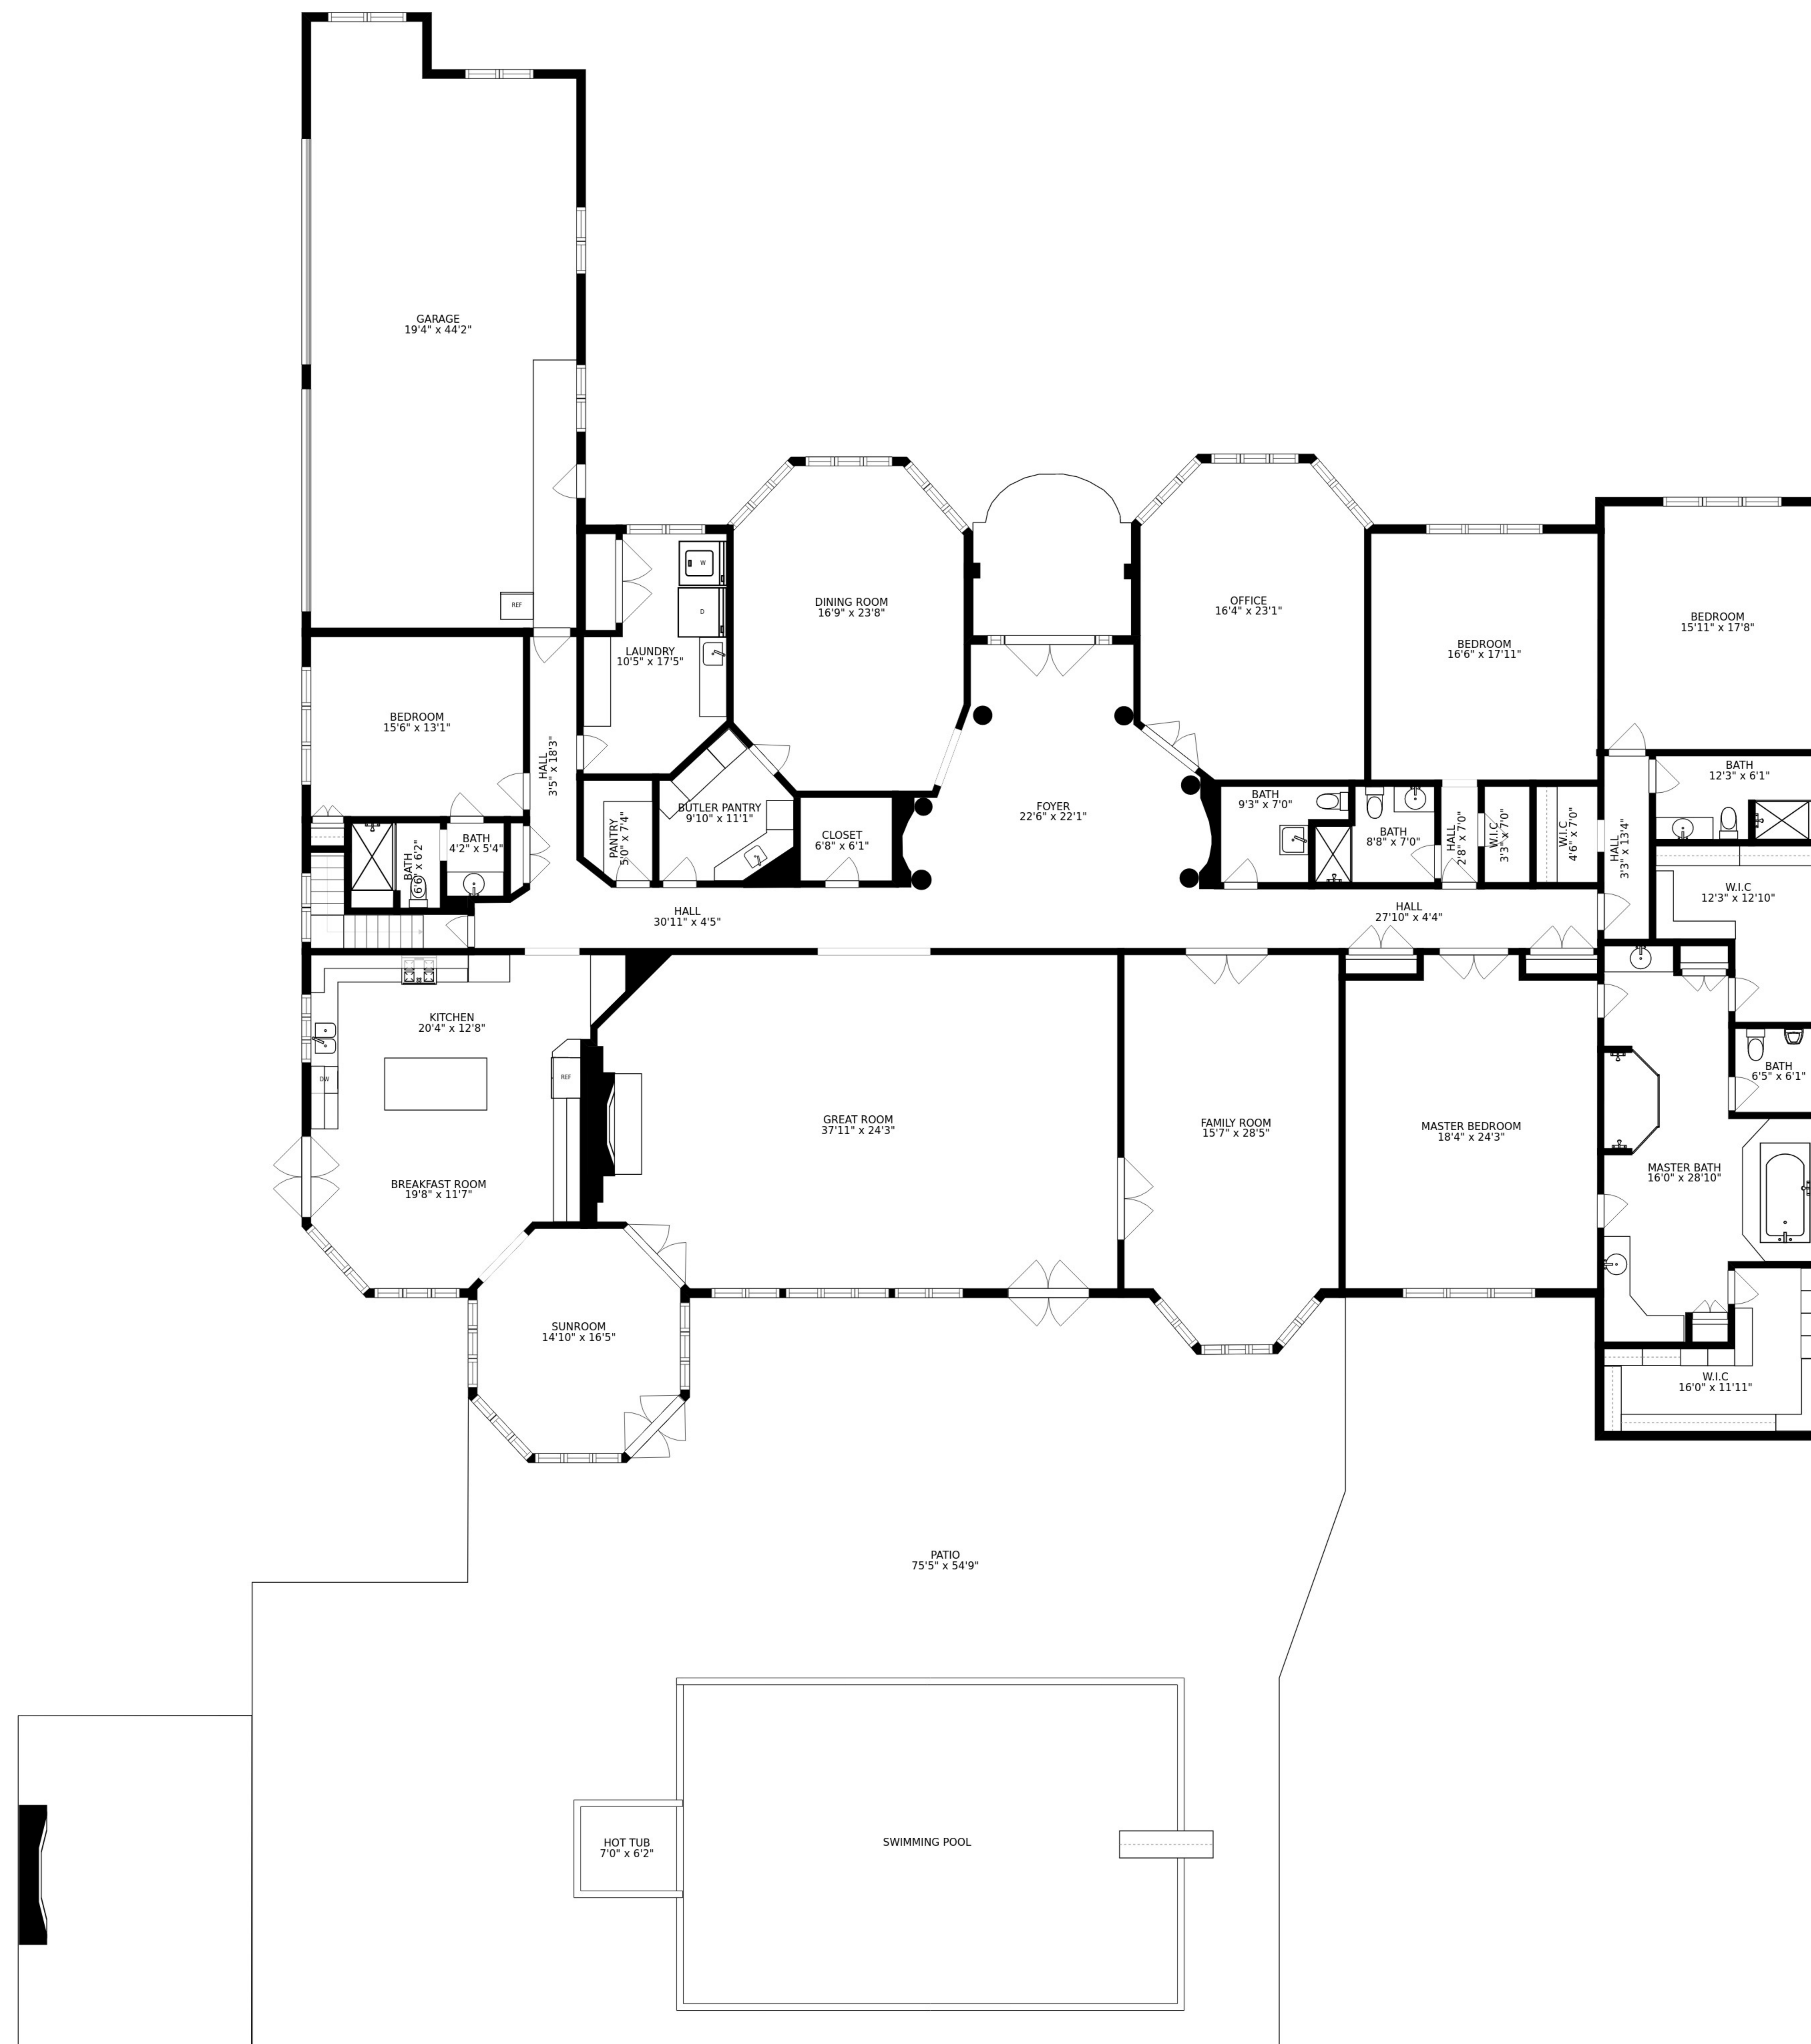 GARAGE
19'4" x 44'2"
REF
W
D
LAUNDRY
10'5" x 17'5"
DINING ROOM
16'9" x 23'8"
OFFICE
16'4" x 23'1"
BEDROOM
16'6" x 17'11"
BEDROOM
15'11" x 17'8"
BEDROOM
15'6" x 13'1"
HALL
3'5" x 18'3"
BUTLER PANTRY
9'10" x 11'1"
PANTRY
5'0" x 7'4"
CLOSET
6'8" x 6'1"
FOYER
22'6" x 22'1"
BATH
9'3" x 7'0"
BATH
8'8" x 7'0"
HALL
2'8" x 7'0"
W.I.C
3'3" x 7'0"
W.I.C
4'6" x 7'0"
HALL
3'3" x 13'4"
BATH
12'3" x 6'1"
W.I.C
12'3" x 12'10"
BATH
6'6" x 6'2"
BATH
4'2" x 5'4"
HALL
30'11" x 4'5"
HALL
27'10" x 4'4"
KITCHEN
20'4" x 12'8"
DW
REF
BREAKFAST ROOM
19'8" x 11'7"
GREAT ROOM
37'11" x 24'3"
FAMILY ROOM
15'7" x 28'5"
MASTER BEDROOM
18'4" x 24'3"
BATH
6'5" x 6'1"
MASTER BATH
16'0" x 28'10"
SUNROOM
14'10" x 16'5"
W.I.C
16'0" x 11'11"
PATIO
75'5" x 54'9"
HOT TUB
7'0" x 6'2"
SWIMMING POOL